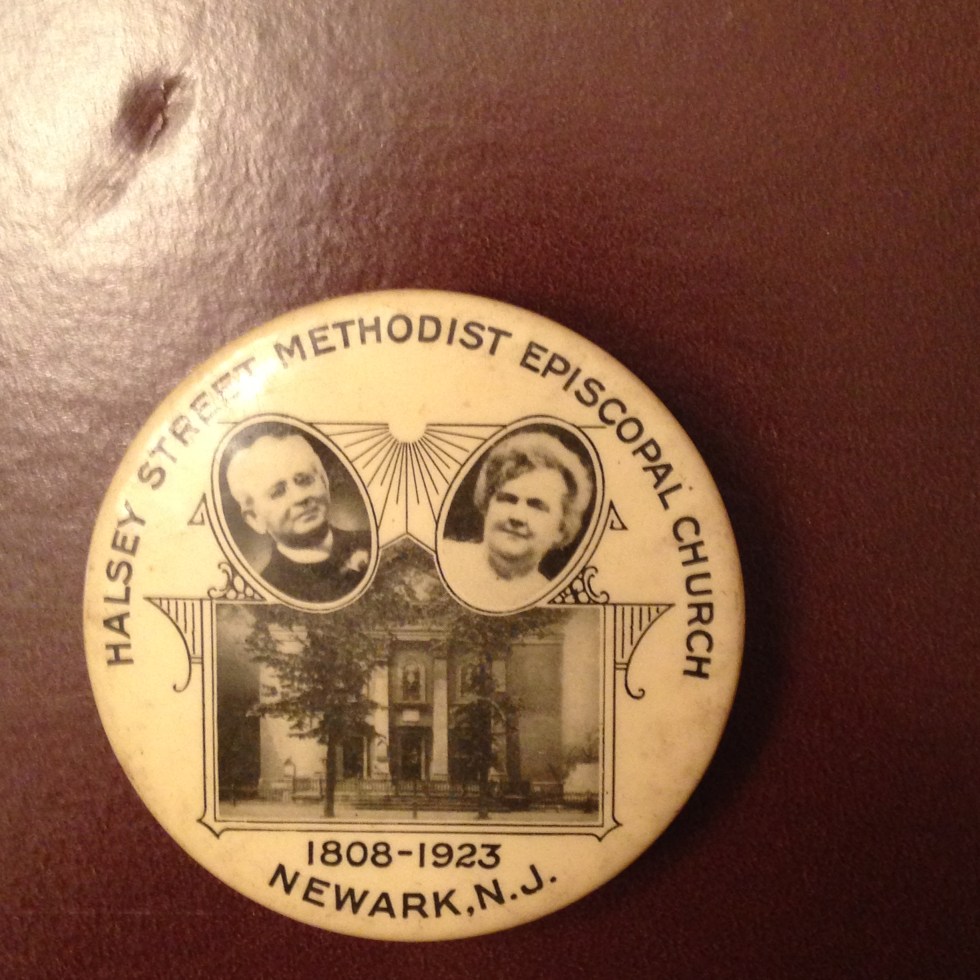 HALSEY STREET METHODIST EPISCOPAL CHURCH
1808-1923
NEWARK, N.J.